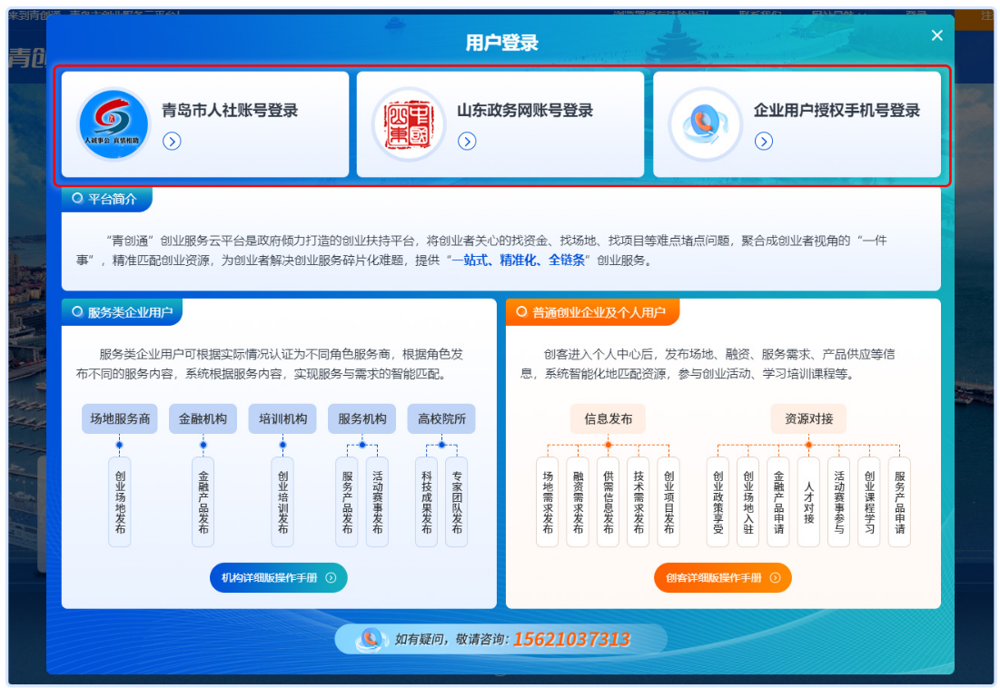 青创
用户登录
青岛市人社账号登录
山东政务网账号登录
企业用户授权手机号登录
人诚事公 真情相助
平台简介
“青创通”创业服务云平台是政府倾力打造的创业扶持平台，将创业者关心的找资金、找场地、找项目等难点堵点问题，聚合成创业者视角的“一件
事”，精准匹配创业资源，为创业者解决创业服务碎片化难题，提供“一站式、精准化、全链条”创业服务。
服务类企业用户
服务类企业用户可根据实际情况认证为不同角色服务商，根据角色发
布不同的服务内容，系统根据服务内容，实现服务与需求的智能匹配。
场地服务商
金融机构
培训机构
服务机构
高校院所
创业场地发布
金融产品发布
创业培训发布
服务产品发布
活动赛事发布
科技成果发布
专家团队发布
机构详细版操作手册
普通创业企业及个人用户
创客进入个人中心后，发布场地、融资、服务需求、产品供应等信
息，系统智能化地匹配资源，参与创业活动、学习培训课程等。
信息发布
资源对接
场地需求发布
融资需求发布
供需信息发布
技术需求发布
创业项目发布
创业政策享受
创业场地入驻
金融产品申请
人才对接
活动赛事参与
创业课程学习
服务产品申请
创客详细版操作手册
如有疑问，敬请咨询：15621037313